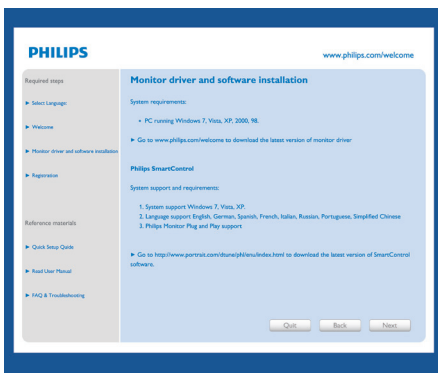 PHILIPS
www.philips.com/welcome
Required steps
► Select Language
► Welcome
► Monitor driver and software installation
► Registration
Reference materials
► Quick Setup Guide
► Read User Manual
► FAQ & Troubleshooting
Monitor driver and software installation
System requirements:
• PC running Windows 7, Vista, XP, 2000, 98.
► Go to www.philips.com/welcome to download the latest version of monitor driver
Philips SmartControl
System support and requirements:
1. System support Windows 7, Vista, XP.
2. Language support English, German, Spanish, French, Italian, Russian, Portuguese, Simplified Chinese
3. Philips Monitor Plug and Play support
► Go to http://www.portrait.com/dtune/phl/enu/index.html to download the latest version of SmartControl
software.
Quit
Back
Next